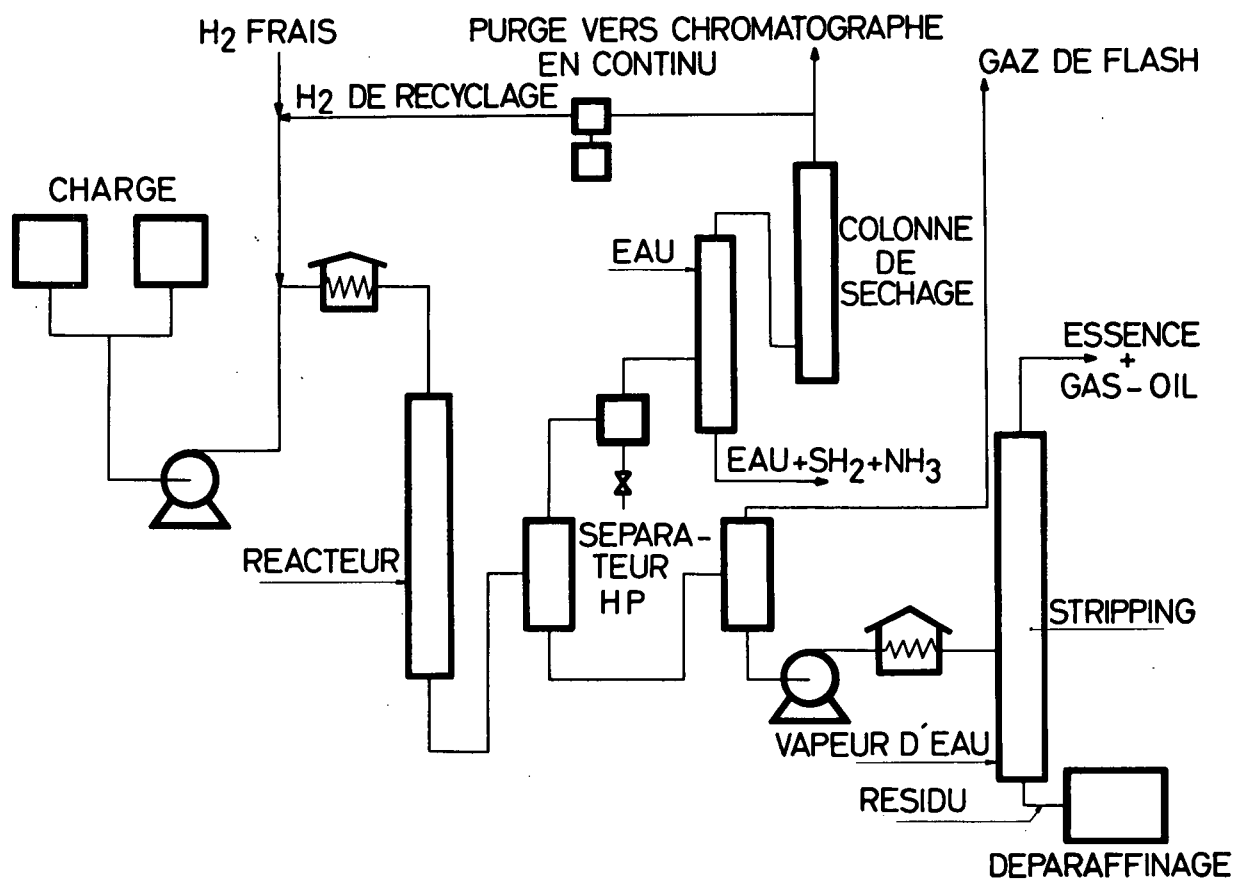 H2 FRAIS
PURGE VERS CHROMATOGRAPHE
EN CONTINU
GAZ DE FLASH
H2 DE RECYCLAGE
CHARGE
EAU
COLONNE
DE
SECHAGE
ESSENCE
+
GAS-OIL
EAU+SH2+NH3
REACTEUR
SEPARA-
TEUR
HP
STRIPPING
VAPEUR D'EAU
RESIDU
DEPARAFFINAGE